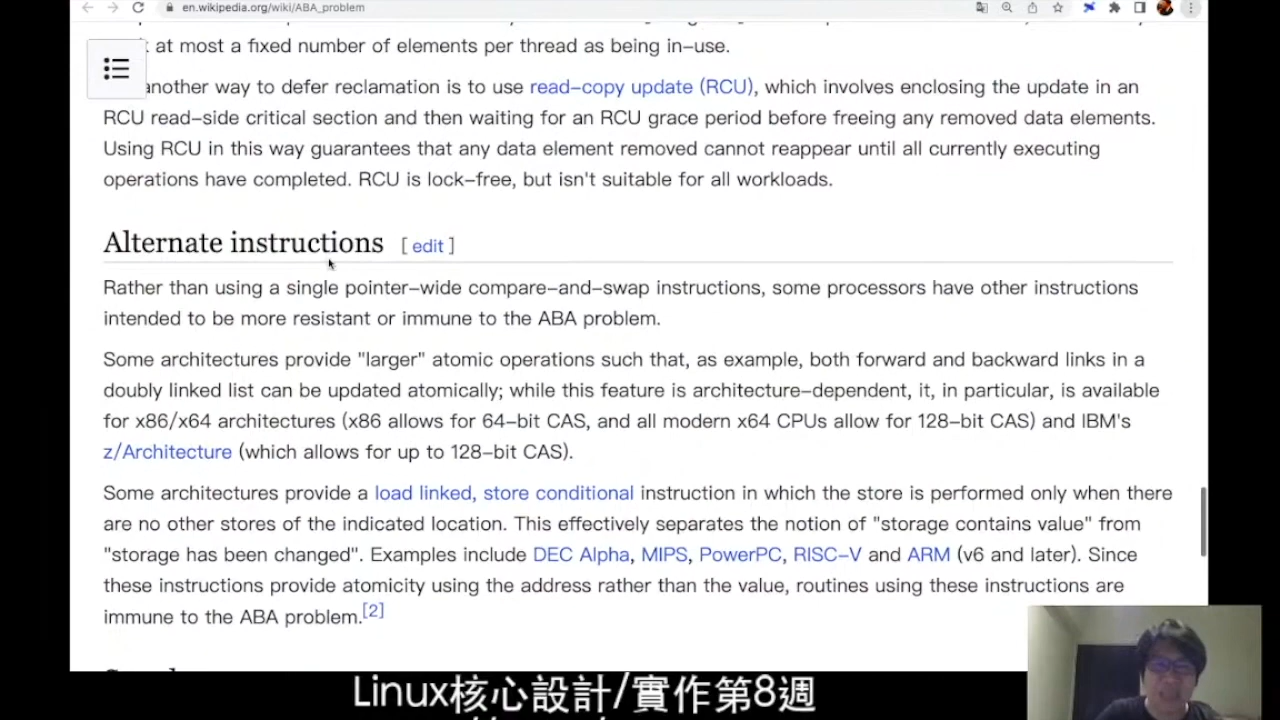 en.wikipedia.org/wiki/ABA_problem
at most a fixed number of elements per thread as being in-use.
another way to defer reclamation is to use read-copy update (RCU), which involves enclosing the update in an
RCU read-side critical section and then waiting for an RCU grace period before freeing any removed data elements.
Using RCU in this way guarantees that any data element removed cannot reappear until all currently executing
operations have completed. RCU is lock-free, but isn't suitable for all workloads.
Alternate instructions [ edit ]
Rather than using a single pointer-wide compare-and-swap instructions, some processors have other instructions
intended to be more resistant or immune to the ABA problem.
Some architectures provide "larger" atomic operations such that, as example, both forward and backward links in a
doubly linked list can be updated atomically; while this feature is architecture-dependent, it, in particular, is available
for x86/x64 architectures (x86 allows for 64-bit CAS, and all modern x64 CPUs allow for 128-bit CAS) and IBM's
z/Architecture (which allows for up to 128-bit CAS).
Some architectures provide a load linked, store conditional instruction in which the store is performed only when there
are no other stores of the indicated location. This effectively separates the notion of "storage contains value" from
"storage has been changed". Examples include DEC Alpha, MIPS, PowerPC, RISC-V and ARM (v6 and later). Since
these instructions provide atomicity using the address rather than the value, routines using these instructions are
immune to the ABA problem.[2]
Linux核心設計/實作第8週